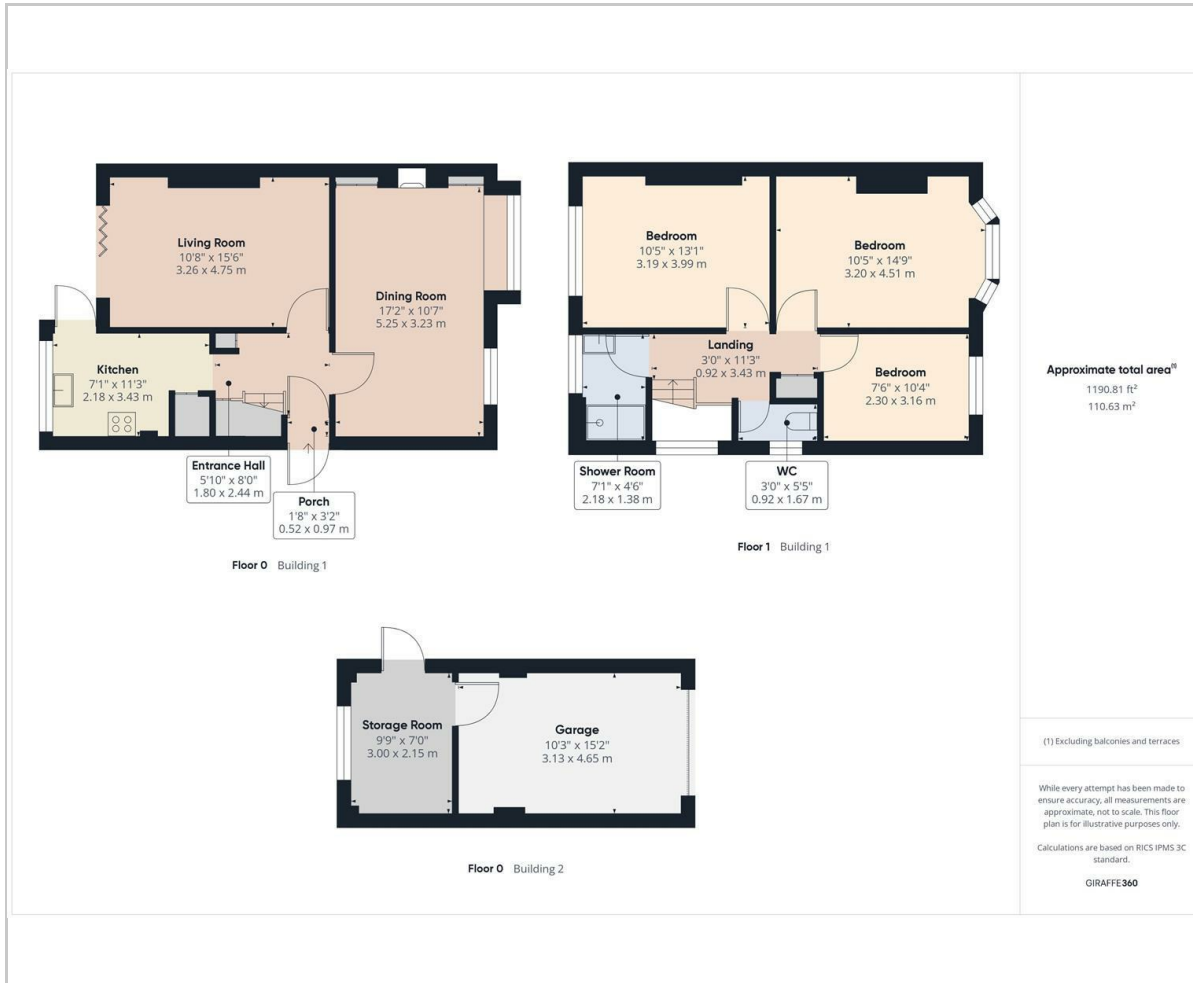 Living Room
10'8" x 15'6"
3.26 x 4.75 m
Dining Room
17'2" x 10'7"
5.25 x 3.23 m
Kitchen
7'1" x 11'3"
2.18 x 3.43 m
Entrance Hall
5'10" x 8'0"
1.80 x 2.44 m
Porch
1'8" x 3'2"
0.52 x 0.97 m
Floor 0 Building 1
Bedroom
10'5" x 13'1"
3.19 x 3.99 m
Bedroom
10'5" x 14'9"
3.20 x 4.51 m
Landing
3'0" x 11'3"
0.92 x 3.43 m
Bedroom
7'6" x 10'4"
2.30 x 3.16 m
Shower Room
7'1" x 4'6"
2.18 x 1.38 m
WC
3'0" x 5'5"
0.92 x 1.67 m
Floor 1 Building 1
Storage Room
9'9" x 7'0"
3.00 x 2.15 m
Garage
10'3" x 15'2"
3.13 x 4.65 m
Floor 0 Building 2
Approximate total area(1)
1190.81 ft²
110.63 m²
(1) Excluding balconies and terraces
While every attempt has been made to
ensure accuracy, all measurements are
approximate, not to scale. This floor
plan is for illustrative purposes only.
Calculations are based on RICS IPMS 3C
standard.
GIRAFFE360